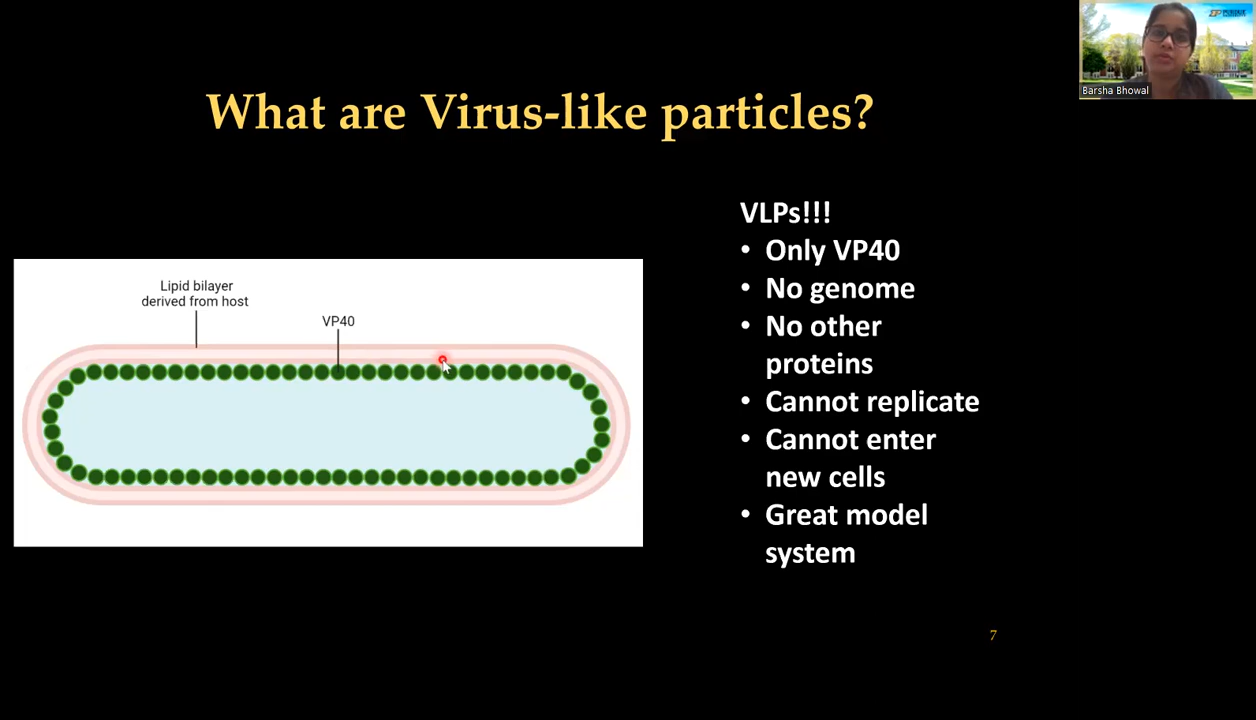 What are Virus-like particles?
Barsha Bhowal
VLPs!!!
• Only VP40
• No genome
• No other
proteins
• Cannot replicate
• Cannot enter
new cells
• Great model
system
Lipid bilayer
derived from host
VP40
7